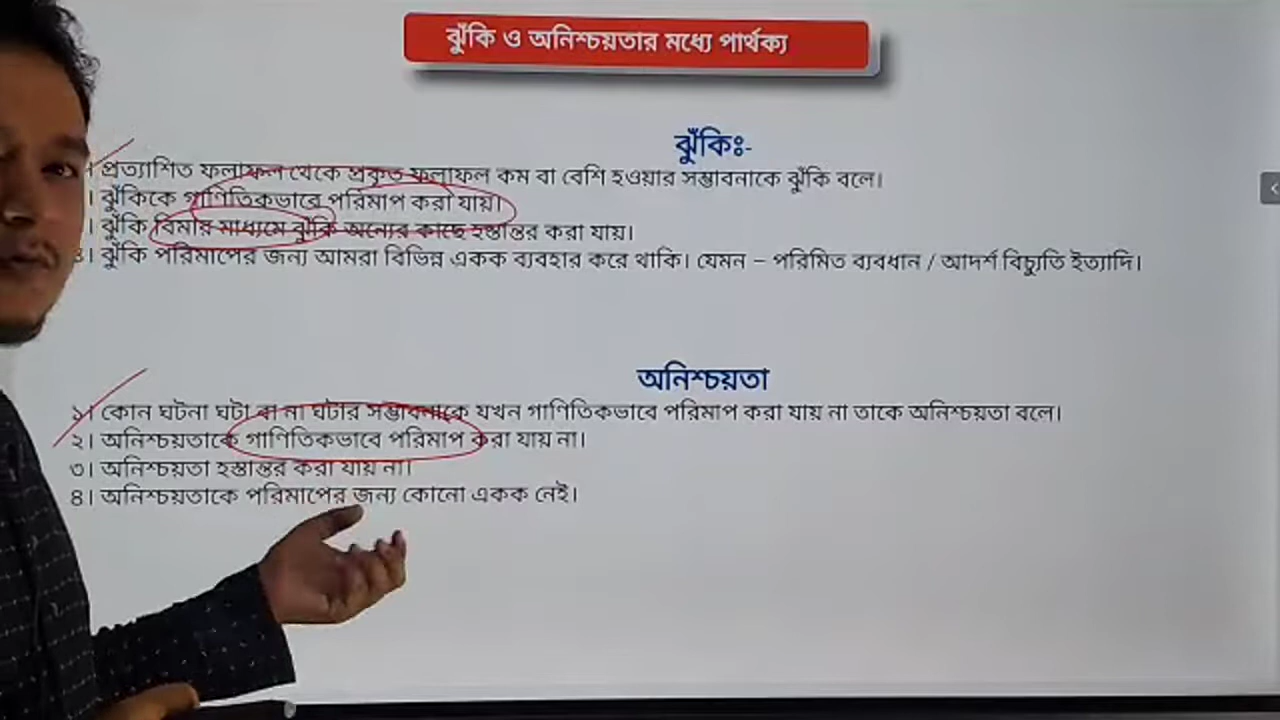 ঝুঁকি ও অনিশ্চয়তার মধ্যে পার্থক্য
ঝুঁকিঃ-
। প্রত্যাশিত ফলাফল থেকে প্রকৃত ফলাফল কম বা বেশি হওয়ার সম্ভাবনাকে ঝুঁকি বলে।
। ঝুঁকিকে গাণিতিকভাবে পরিমাপ করা যায়।
। ঝুঁকি বিমার মাধ্যমে ঝুঁকি অন্যের কাছে হস্তান্তর করা যায়।
৪। ঝুঁকি পরিমাপের জন্য আমরা বিভিন্ন একক ব্যবহার করে থাকি। যেমন – পরিমিত ব্যবধান / আদর্শ বিচ্যুতি ইত্যাদি।
অনিশ্চয়তা
১। কোন ঘটনা ঘটা বা না ঘটার সম্ভাবনাকে যখন গাণিতিকভাবে পরিমাপ করা যায় না তাকে অনিশ্চয়তা বলে।
২। অনিশ্চয়তাকে গাণিতিকভাবে পরিমাপ করা যায় না।
৩। অনিশ্চয়তা হস্তান্তর করা যায় না।
৪। অনিশ্চয়তাকে পরিমাপের জন্য কোনো একক নেই।